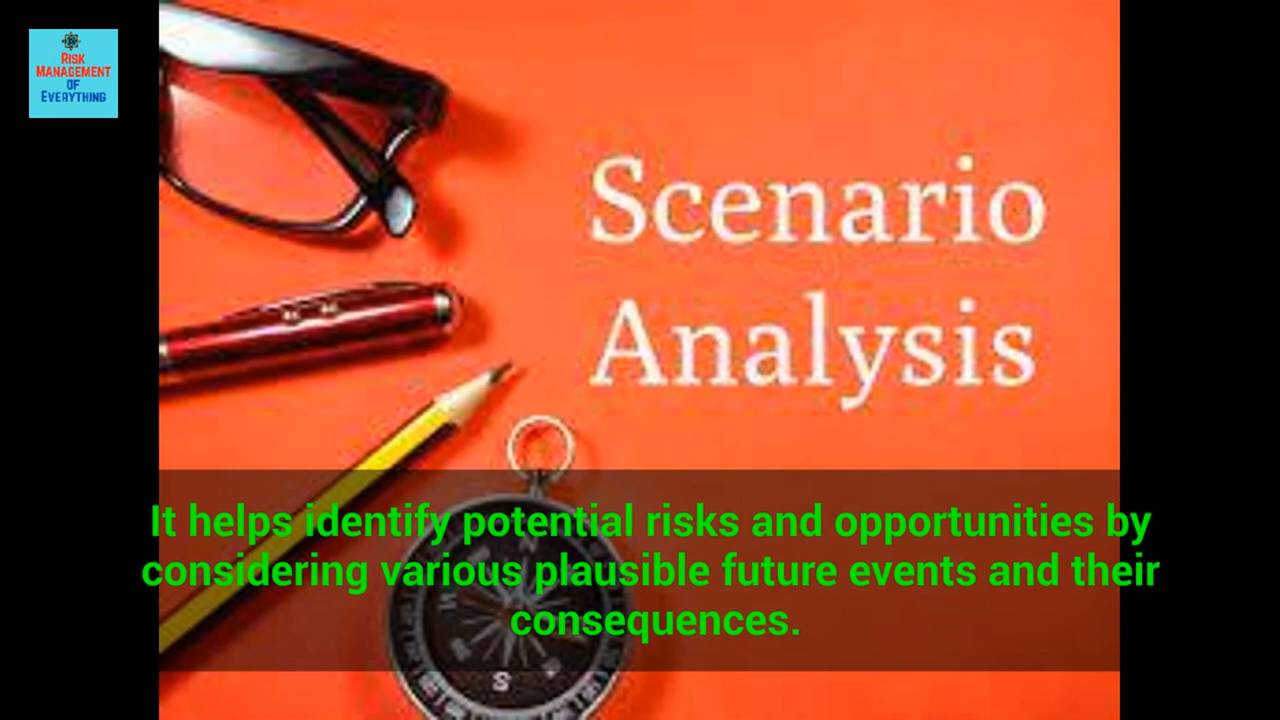 RISK
MANAGEMENT
OF
EVERYTHING
Scenario
Analysis
It helps identify potential risks and opportunities by
considering various plausible future events and their
consequences.
S